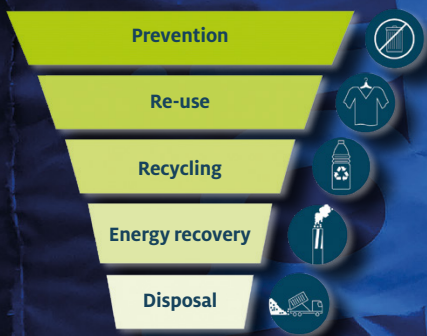 Prevention
Re-use
Recycling
Energy recovery
Disposal